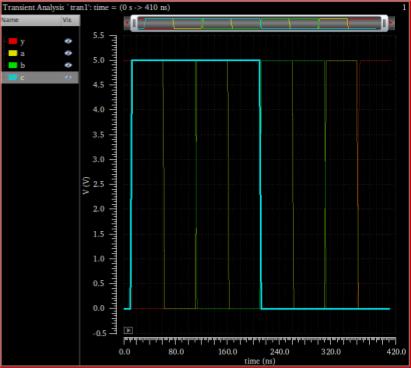 Transient Analysis `tran1': time = (0 s -> 410 ns) 1
Name Vis
y
a
b
c
5.5
5.0
4.5
4.0
3.5
3.0
2.5
2.0
1.5
1.0
0.5
0.0
-0.5
V (V)
0.0 80.0 160.0 240.0 320.0 420.0
time (ns)